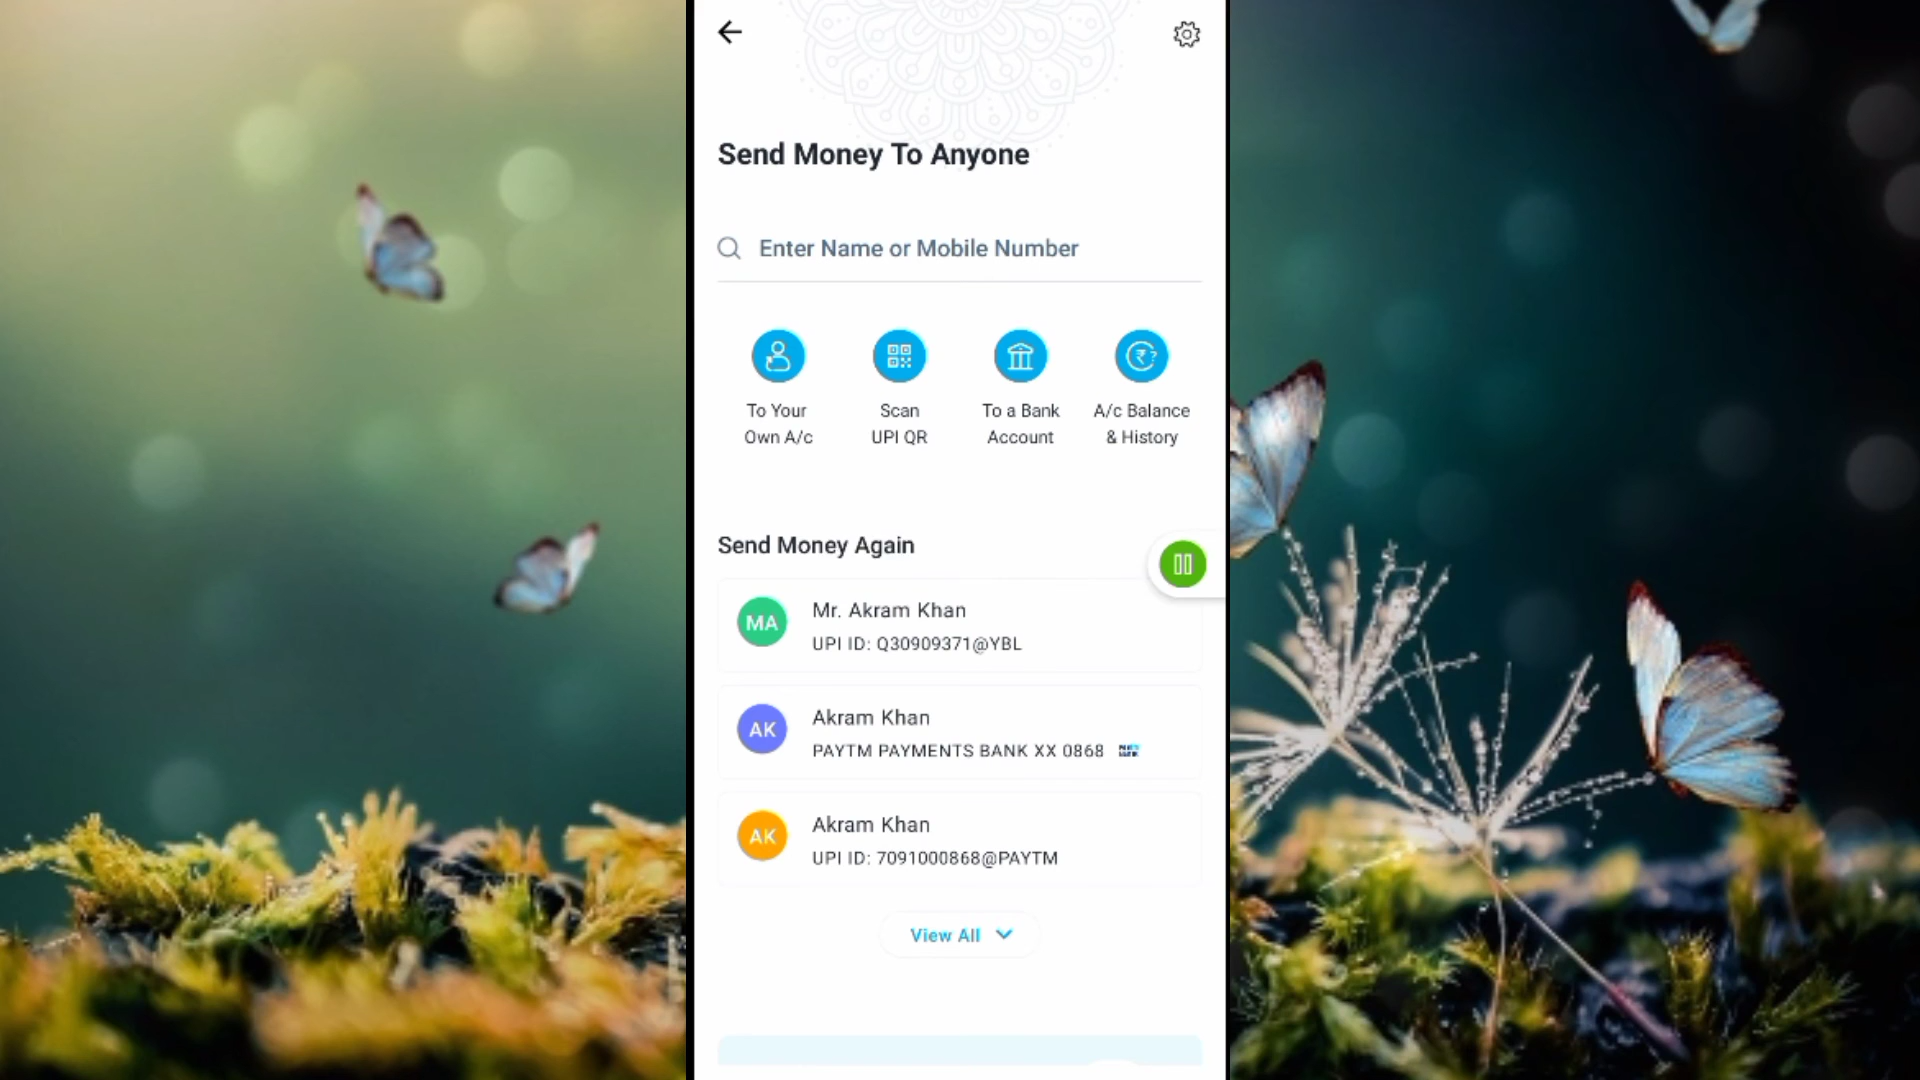 Send Money To Anyone
Enter Name or Mobile Number
To Your
Own A/c
Scan
UPI QR
To a Bank
Account
A/c Balance
& History
Send Money Again
MA
Mr. Akram Khan
UPI ID: Q30909371@YBL
AK
Akram Khan
PAYTM PAYMENTS BANK XX 0868
AK
Akram Khan
UPI ID: 7091000868@PAYTM
View All